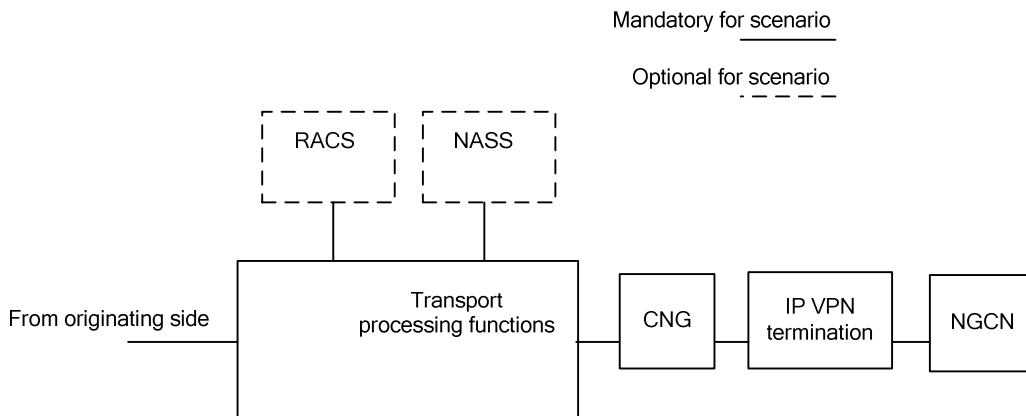 Mandatory for scenario
Optional for scenario
RACS
NASS
From originating side
Transport
processing functions
CNG
IP VPN
termination
NGCN